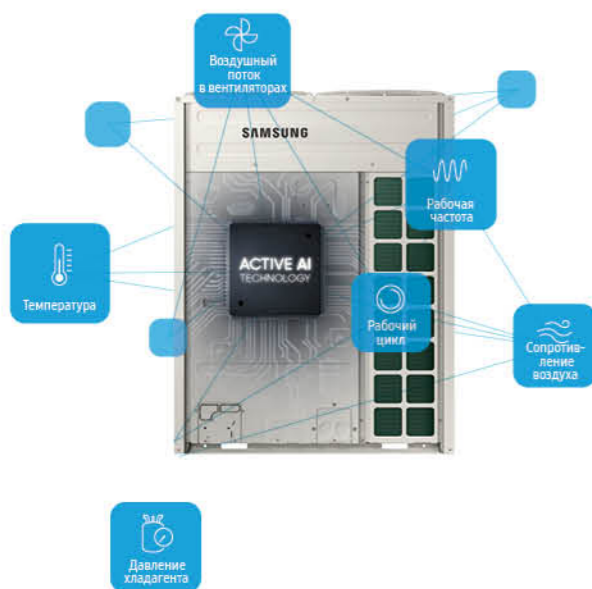 Воздушный
поток
в вентиляторах
SAMSUNG
Рабочая
частота
ACTIVE AI
TECHNOLOGY
Температура
Рабочий
цикл
Сопротив-
ление
воздуха
Давление
хладагента